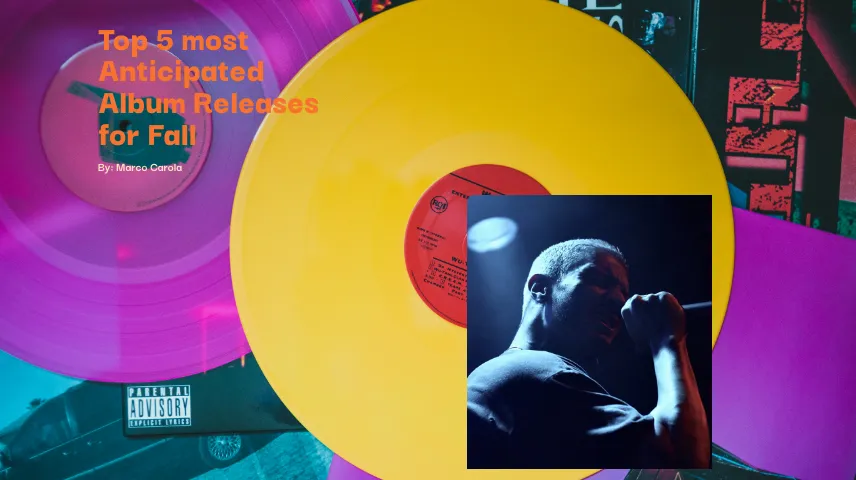 Top 5 most
Anticipated
Album Releases
for Fall
By: Marco Carola
PARENTAL
ADVISORY
EXPLICIT LYRICS